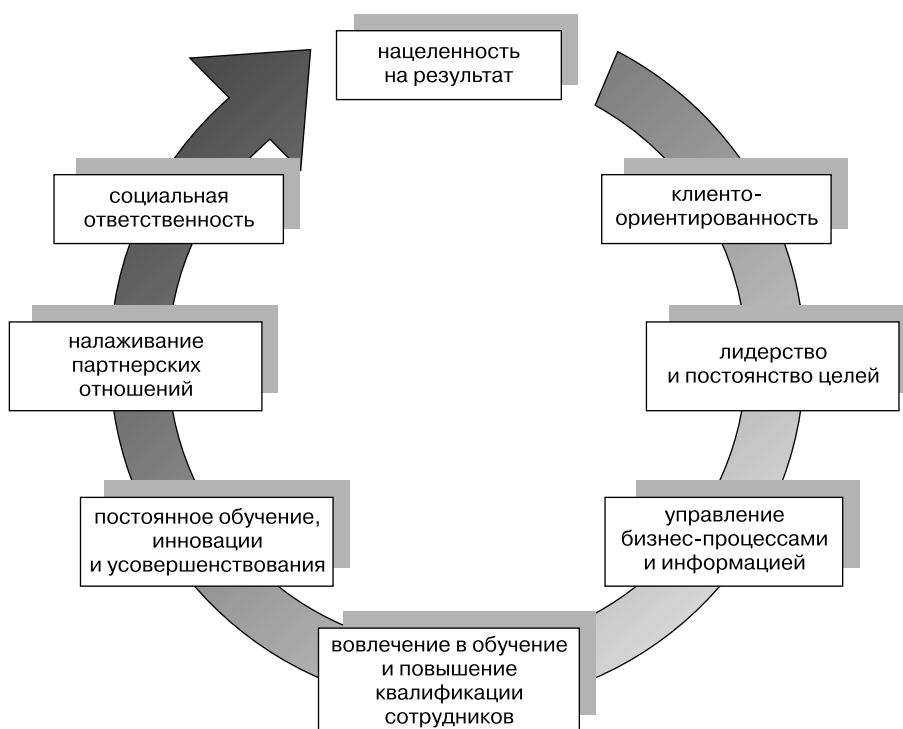 нацеленность
на результат
клиенто-
ориентированность
лидерство
и постоянство целей
управление
бизнес-процессами
и информацией
вовлечение в обучение
и повышение
квалификации
сотрудников
постоянное обучение,
инновации
и усовершенствования
налаживание
партнерских
отношений
социальная
ответственность